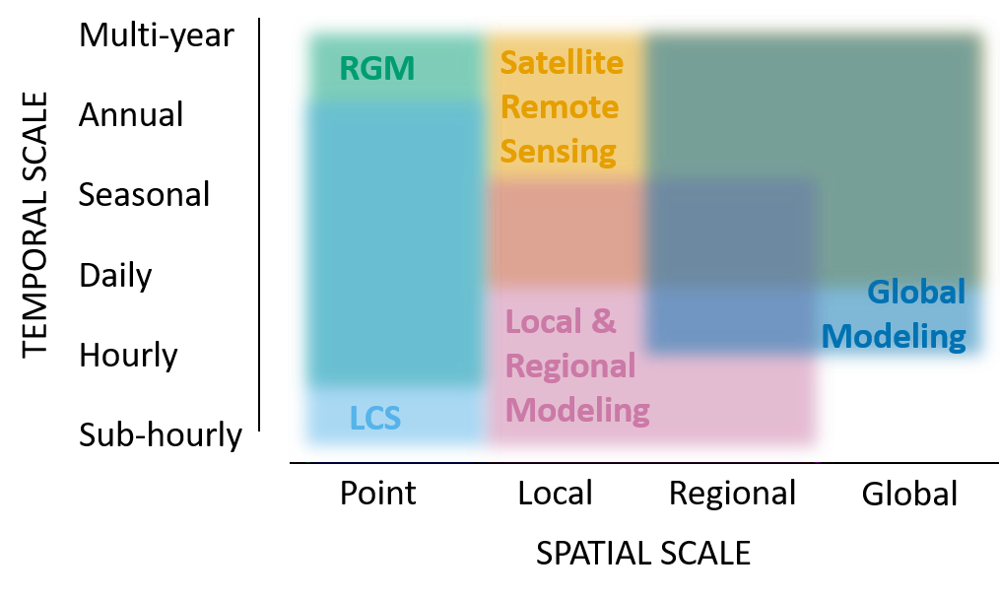 TEMPORAL SCALE
Multi-year
Annual
Seasonal
Daily
Hourly
Sub-hourly
RGM
LCS
Satellite
Remote
Sensing
Local &
Regional
Modeling
Global
Modeling
Point
Local
Regional
Global
SPATIAL SCALE